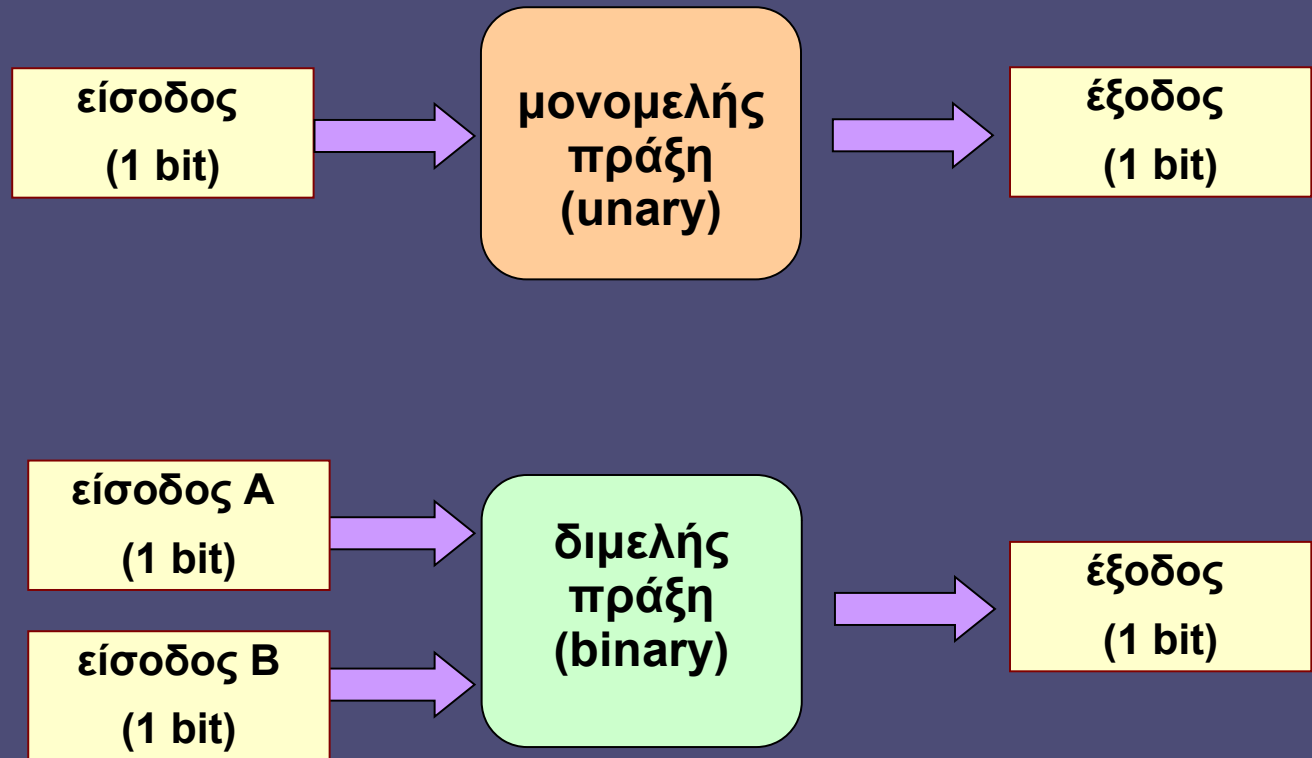 είσοδος
(1 bit)
μονομελής
πράξη
(unary)
έξοδος
(1 bit)
είσοδος Α
(1 bit)
είσοδος Β
(1 bit)
διμελής
πράξη
(binary)
έξοδος
(1 bit)